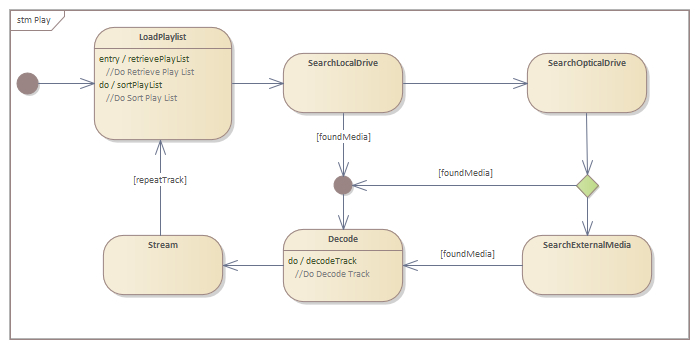 stm Play
LoadPlaylist
entry / retrievePlayList
//Do Retrieve Play List
do / sortPlayList
//Do Sort Play List
SearchLocalDrive
SearchOpticalDrive
[foundMedia]
[foundMedia]
[repeatTrack]
Stream
Decode
do / decodeTrack
//Do Decode Track
[foundMedia]
SearchExternalMedia